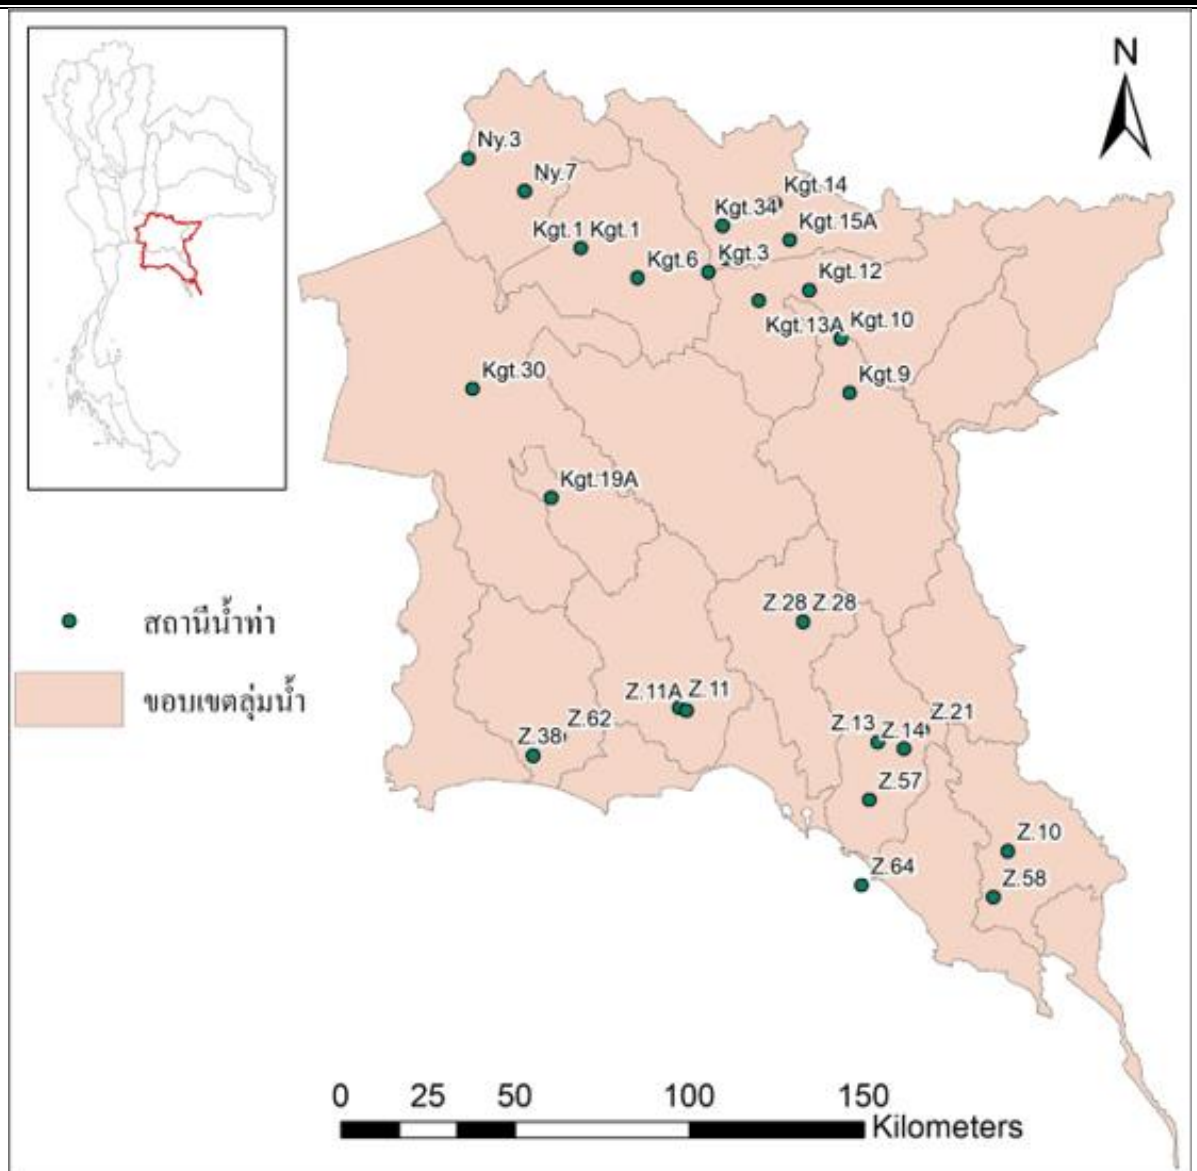 N
Ny.3
Ny.7
Kgt.14
Kgt.34
Kgt.15A
Kgt.1 Kgt.1
Kgt.3
Kgt.6
Kgt.12
Kgt.13A
Kgt.10
Kgt.30
Kgt.9
Kgt.19A
Z.28 Z.28
สถานีน้ำท่า
ขอบเขตลุ่มน้ำ
Z.11A Z.11
Z.62
Z.38
Z.13
Z.14
Z.21
Z.57
Z.10
Z.64
Z.58
0 25 50 100 150
Kilometers